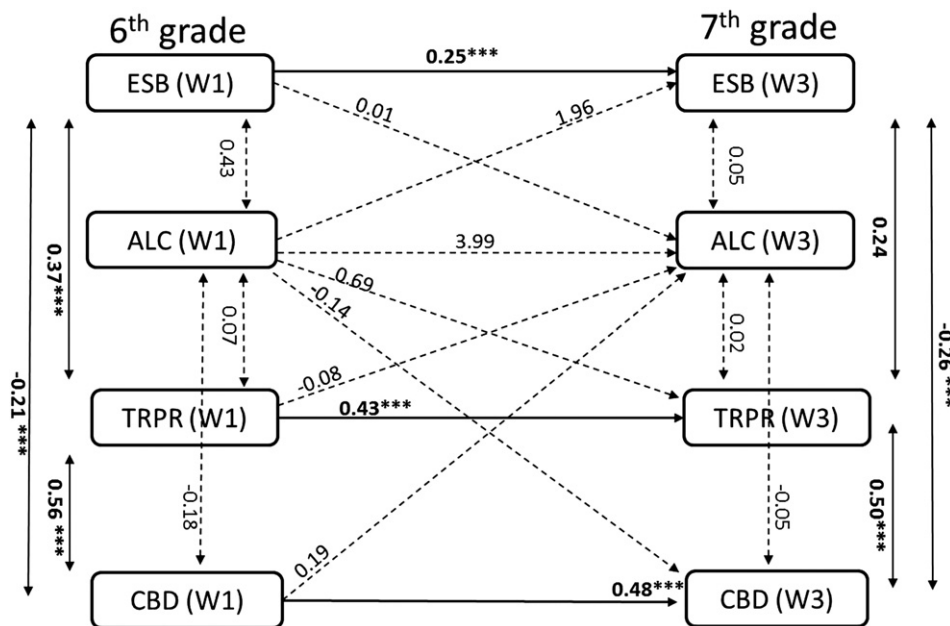 6th grade
7th grade
0.25***
ESB (W1)
ESB (W3)
0.01
1.96
0.43
0.05
ALC (W1)
3.99
ALC (W3)
0.24
0.37***
0.69
-0.14
0.07
0.02
-0.08
-0.21 ***
-0.26 ***
TRPR (W1)
0.43***
TRPR (W3)
0.56 ***
-0.18
-0.05
0.50***
0.19
CBD (W1)
0.48***
CBD (W3)